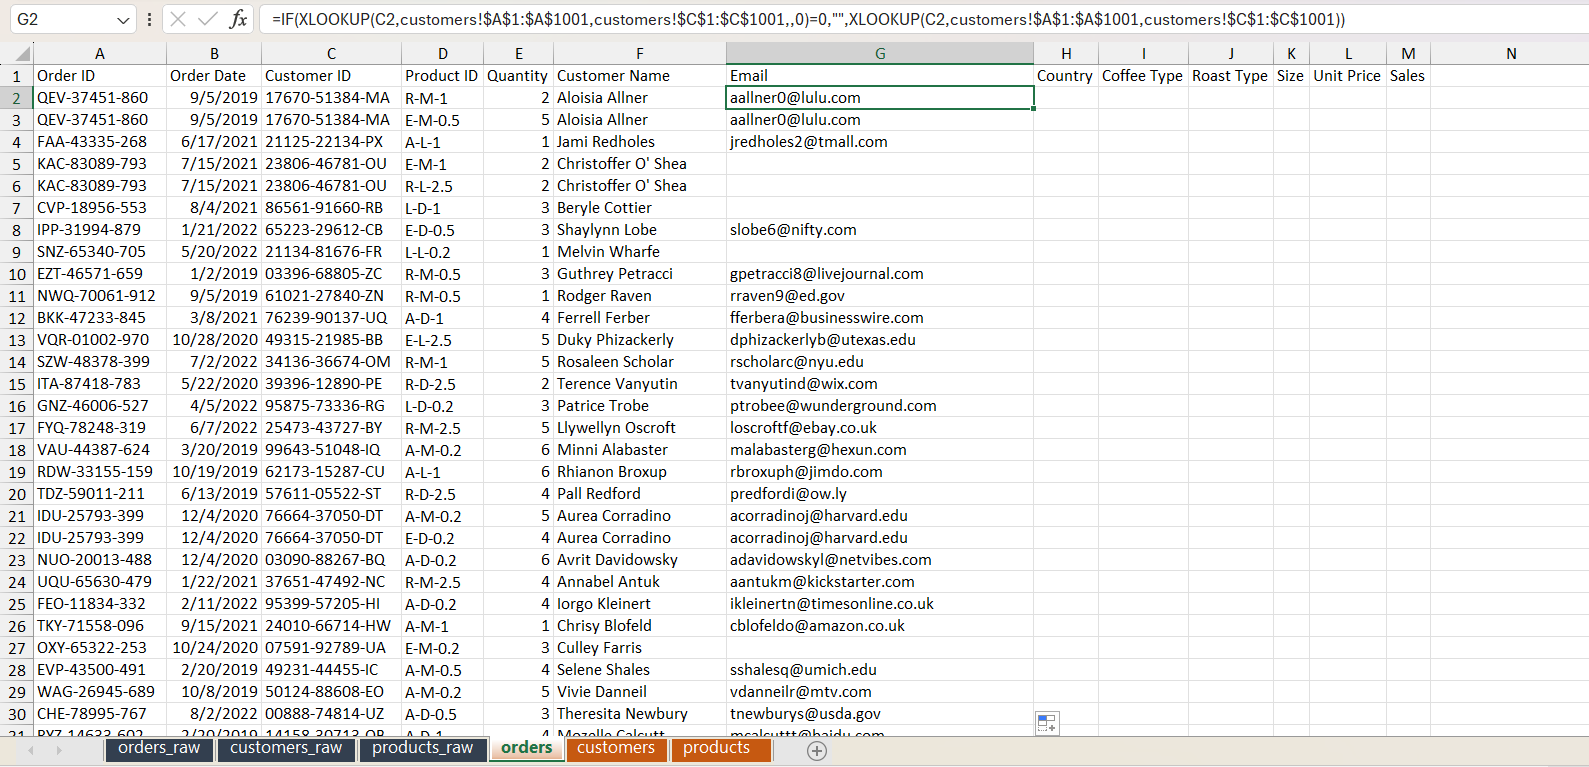 G2 fx =IF(XLOOKUP(C2,customers!$A$1:$A$1001,customers!$C$1:$C$1001,,0)=0,"",XLOOKUP(C2,customers!$A$1:$A$1001,customers!$C$1:$C$1001))
A B C D E F G H I J K L M N
1 Order ID Order Date Customer ID Product ID Quantity Customer Name Email Country Coffee Type Roast Type Size Unit Price Sales
2 QEV-37451-860 9/5/2019 17670-51384-MA R-M-1 2 Aloisia Allner aallner0@lulu.com
3 QEV-37451-860 9/5/2019 17670-51384-MA E-M-0.5 5 Aloisia Allner aallner0@lulu.com
4 FAA-43335-268 6/17/2021 21125-22134-PX A-L-1 1 Jami Redholes jredholes2@tmall.com
5 KAC-83089-793 7/15/2021 23806-46781-OU E-M-1 2 Christoffer O' Shea
6 KAC-83089-793 7/15/2021 23806-46781-OU R-L-2.5 2 Christoffer O' Shea
7 CVP-18956-553 8/4/2021 86561-91660-RB L-D-1 3 Beryle Cottier
8 IPP-31994-879 1/21/2022 65223-29612-CB E-D-0.5 3 Shaylynn Lobe slobe6@nifty.com
9 SNZ-65340-705 5/20/2022 21134-81676-FR L-L-0.2 1 Melvin Wharfe
10 EZT-46571-659 1/2/2019 03396-68805-ZC R-M-0.5 3 Guthrey Petracci gpetracci8@livejournal.com
11 NWQ-70061-912 9/5/2019 61021-27840-ZN R-M-0.5 1 Rodger Raven rraven9@ed.gov
12 BKK-47233-845 3/8/2021 76239-90137-UQ A-D-1 4 Ferrell Ferber fferbera@businesswire.com
13 VQR-01002-970 10/28/2020 49315-21985-BB E-L-2.5 5 Duky Phizackerly dphizackerlyb@utexas.edu
14 SZW-48378-399 7/2/2022 34136-36674-OM R-M-1 5 Rosaleen Scholar rscholarc@nyu.edu
15 ITA-87418-783 5/22/2020 39396-12890-PE R-D-2.5 2 Terence Vanyutin tvanyutind@wix.com
16 GNZ-46006-527 4/5/2022 95875-73336-RG L-D-0.2 3 Patrice Trobe ptrobee@wunderground.com
17 FYQ-78248-319 6/7/2022 25473-43727-BY R-M-2.5 5 Llywellyn Oscroft loscroftf@ebay.co.uk
18 VAU-44387-624 3/20/2019 99643-51048-IQ A-M-0.2 6 Minni Alabaster malabasterg@hexun.com
19 RDW-33155-159 10/19/2019 62173-15287-CU A-L-1 6 Rhianon Broxup rbroxuph@jimdo.com
20 TDZ-59011-211 6/13/2019 57611-05522-ST R-D-2.5 4 Pall Redford predfordi@ow.ly
21 IDU-25793-399 12/4/2020 76664-37050-DT A-M-0.2 5 Aurea Corradino acorradinoj@harvard.edu
22 IDU-25793-399 12/4/2020 76664-37050-DT E-D-0.2 4 Aurea Corradino acorradinoj@harvard.edu
23 NUO-20013-488 12/4/2020 03090-88267-BQ A-D-0.2 6 Avrit Davidowsky adavidowskyl@netvibes.com
24 UQU-65630-479 1/22/2021 37651-47492-NC R-M-2.5 4 Annabel Antuk aantukm@kickstarter.com
25 FEO-11834-332 2/11/2022 95399-57205-HI A-D-0.2 4 Iorgo Kleinert ikleinertn@timesonline.co.uk
26 TKY-71558-096 9/15/2021 24010-66714-HW A-M-1 1 Chrisy Blofeld cblofeldo@amazon.co.uk
27 OXY-65322-253 10/24/2020 07591-92789-UA E-M-0.2 3 Culley Farris
28 EVP-43500-491 2/20/2019 49231-44455-IC A-M-0.5 4 Selene Shales sshalesq@umich.edu
29 WAG-26945-689 10/8/2019 50124-88608-EO A-M-0.2 5 Vivie Danneil vdanneilr@mtv.com
30 CHE-78995-767 8/2/2022 00888-74814-UZ A-D-0.5 3 Theresita Newbury tnewburys@usda.gov
orders_raw customers_raw products_raw orders customers products